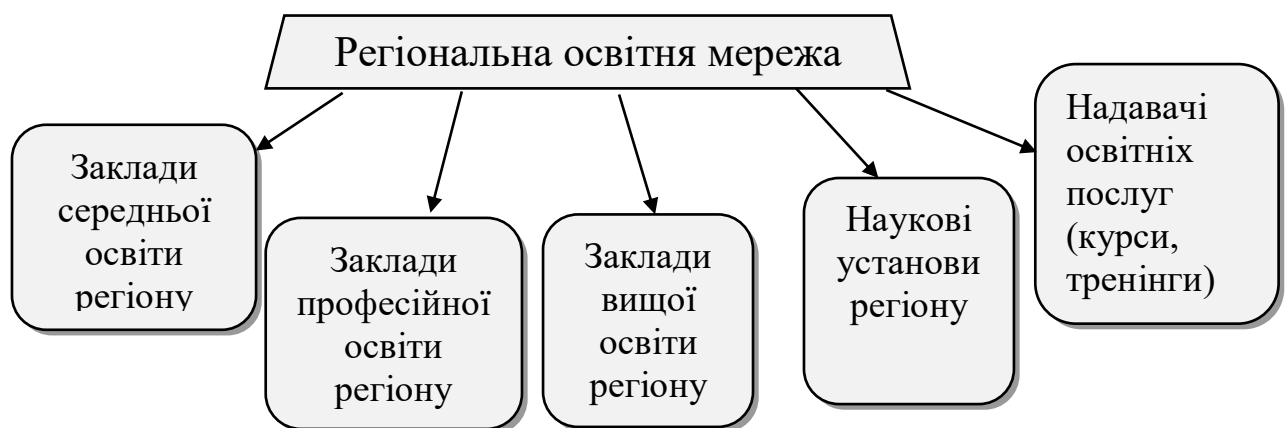 Регіональна освітня мережа
Заклади
середньої
освіти
регіону
Заклади
професійної
освіти
регіону
Заклади
вищої
освіти
регіону
Наукові
установи
регіону
Надавачі
освітніх
послуг
(курси,
тренінги)